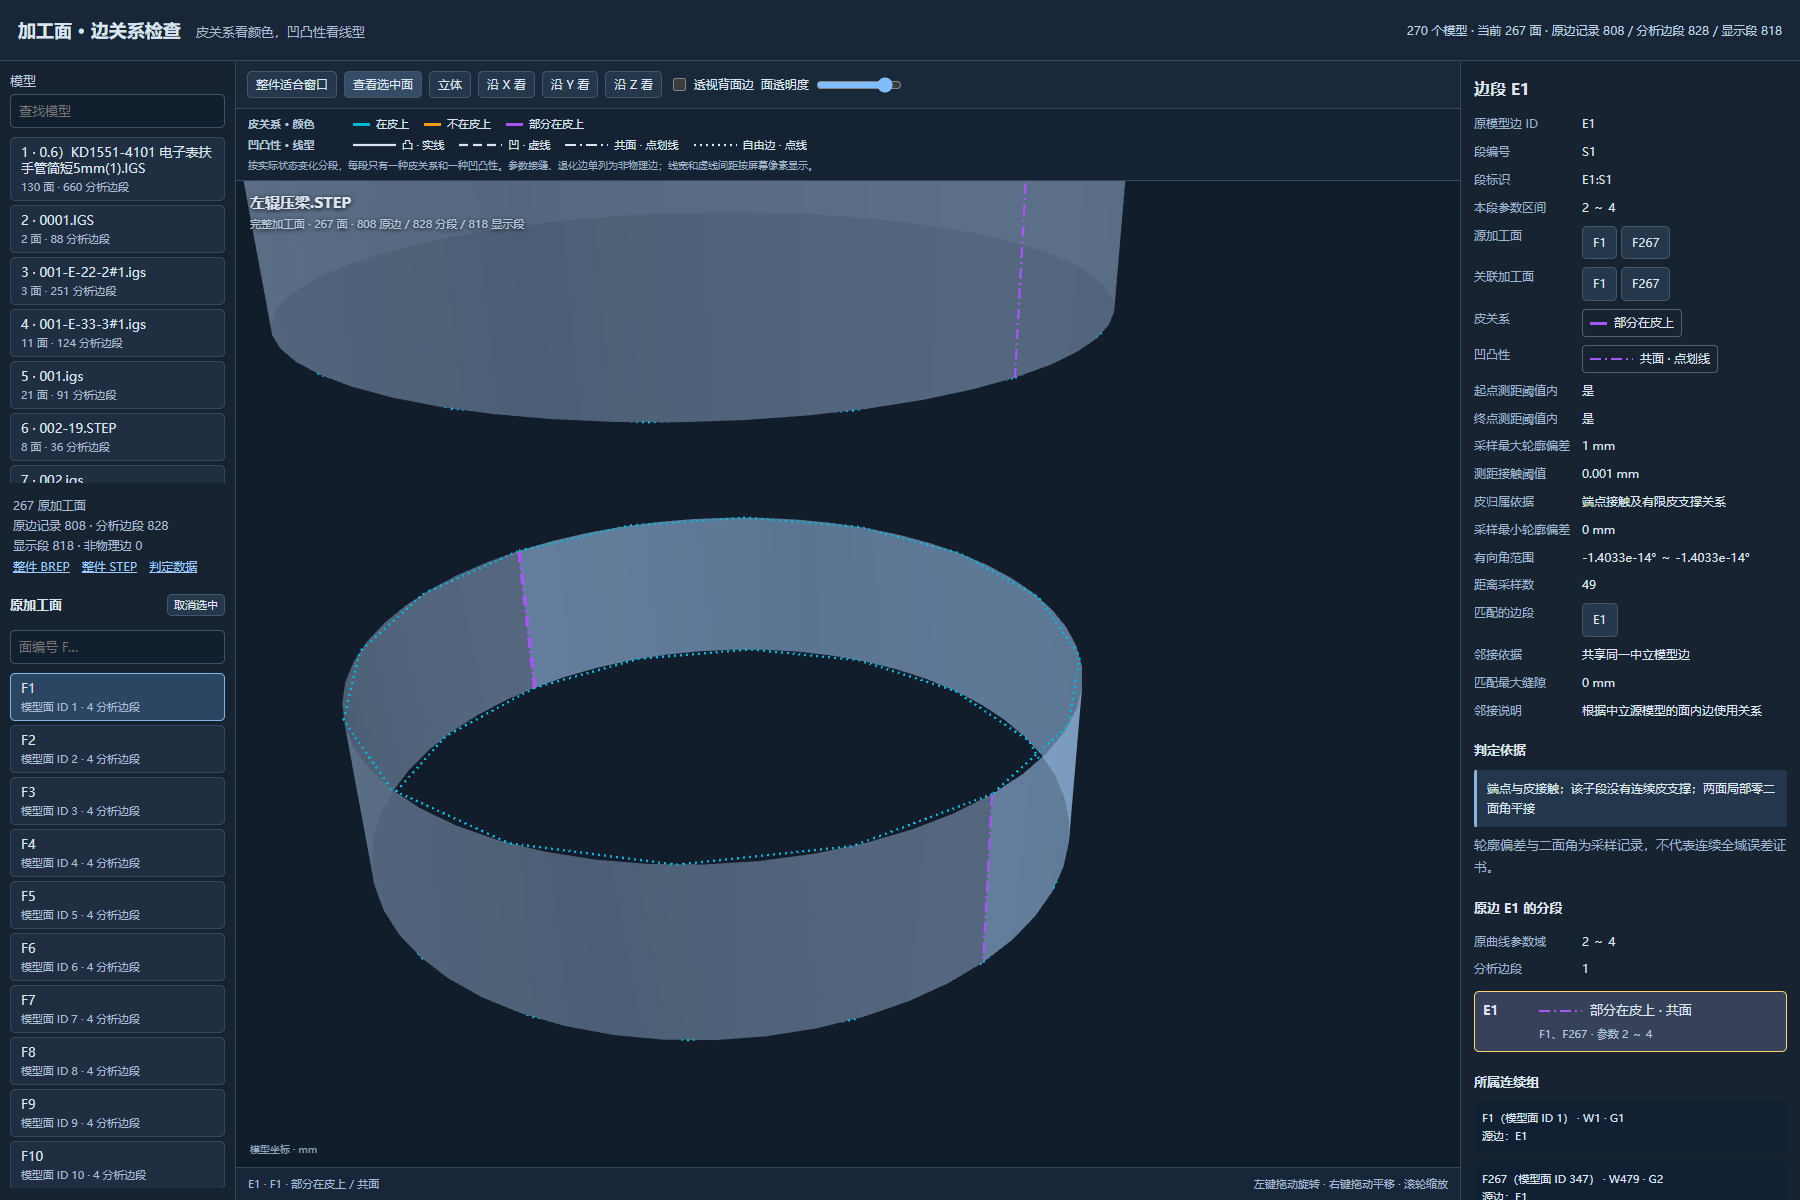 加工面 • 边关系检查
皮关系看颜色，凹凸性看线型
270 个模型 · 当前 267 面 · 原边记录 808 / 分析边段 828 / 显示段 818
模型
查找模型
1 · 0.6）KD1551-4101 电子表扶手管简短5mm(1).IGS
130 面 · 660 分析边段
2 · 0001.IGS
2 面 · 88 分析边段
3 · 001-E-22-2#1.igs
3 面 · 251 分析边段
4 · 001-E-33-3#1.igs
11 面 · 124 分析边段
5 · 001.igs
21 面 · 91 分析边段
6 · 002-19.STEP
8 面 · 36 分析边段
7 · 002.igs
267 原加工面
原边记录 808 · 分析边段 828
显示段 818 · 非物理边 0
整件 BREP 整件 STEP 判定数据
原加工面
取消选中
面编号 F...
F1
模型面 ID 1 · 4 分析边段
F2
模型面 ID 2 · 4 分析边段
F3
模型面 ID 3 · 4 分析边段
F4
模型面 ID 4 · 4 分析边段
F5
模型面 ID 5 · 4 分析边段
F6
模型面 ID 6 · 4 分析边段
F7
模型面 ID 7 · 4 分析边段
F8
模型面 ID 8 · 4 分析边段
F9
模型面 ID 9 · 4 分析边段
F10
模型面 ID 10 · 4 分析边段
整件适合窗口 查看选中面 立体 沿 X 看 沿 Y 看 沿 Z 看 透视背面边 面透明度
皮关系 • 颜色 在皮上 不在皮上 部分在皮上
凹凸性 • 线型 凸 · 实线 凹 · 虚线 共面 · 点划线 自由边 · 点线
按实际状态变化分段，每段只有一种皮关系和一种凹凸性。参数接缝、退化边单列为非物理边；线宽和虚线间距按屏幕像素显示。
左辊压梁.STEP
完整加工面 · 267 面 · 808 原边 / 828 分段 / 818 显示段
模型坐标 · mm
E1 · F1 · 部分在皮上 / 共面
左键拖动旋转 · 右键拖动平移 · 滚轮缩放
边段 E1
原模型边 ID E1
段编号 S1
段标识 E1:S1
本段参数区间 2 ～ 4
源加工面 F1 F267
关联加工面 F1 F267
皮关系 部分在皮上
凹凸性 共面 · 点划线
起点测距阈值内 是
终点测距阈值内 是
采样最大轮廓偏差 1 mm
测距接触阈值 0.001 mm
皮归属依据 端点接触及有限皮支撑关系
采样最小轮廓偏差 0 mm
有向角范围 -1.4033e-14° ～ -1.4033e-14°
距离采样数 49
匹配的边段 E1
邻接依据 共享同一中立模型边
匹配最大缝隙 0 mm
邻接说明 根据中立源模型的面内边使用关系
判定依据
端点与皮接触；该子段没有连续皮支撑；两面局部零二面角平接
轮廓偏差与二面角为采样记录，不代表连续全域误差证书。
原边 E1 的分段
原曲线参数域 2 ～ 4
分析边段 1
E1 部分在皮上 · 共面
F1、F267 · 参数 2 ～ 4
所属连续组
F1（模型面 ID 1） · W1 · G1
源边：E1
F267（模型面 ID 347） · W479 · G2
源边：E1